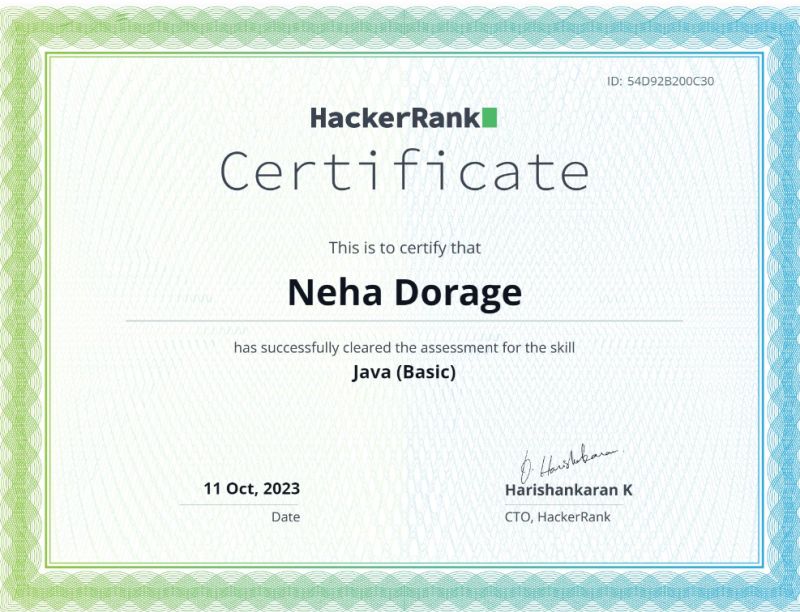 ID: 54D92B200C30
HackerRank
Certificate
This is to certify that
Neha Dorage
has successfully cleared the assessment for the skill
Java (Basic)
11 Oct, 2023
Date
Harishankaran K
CTO, HackerRank